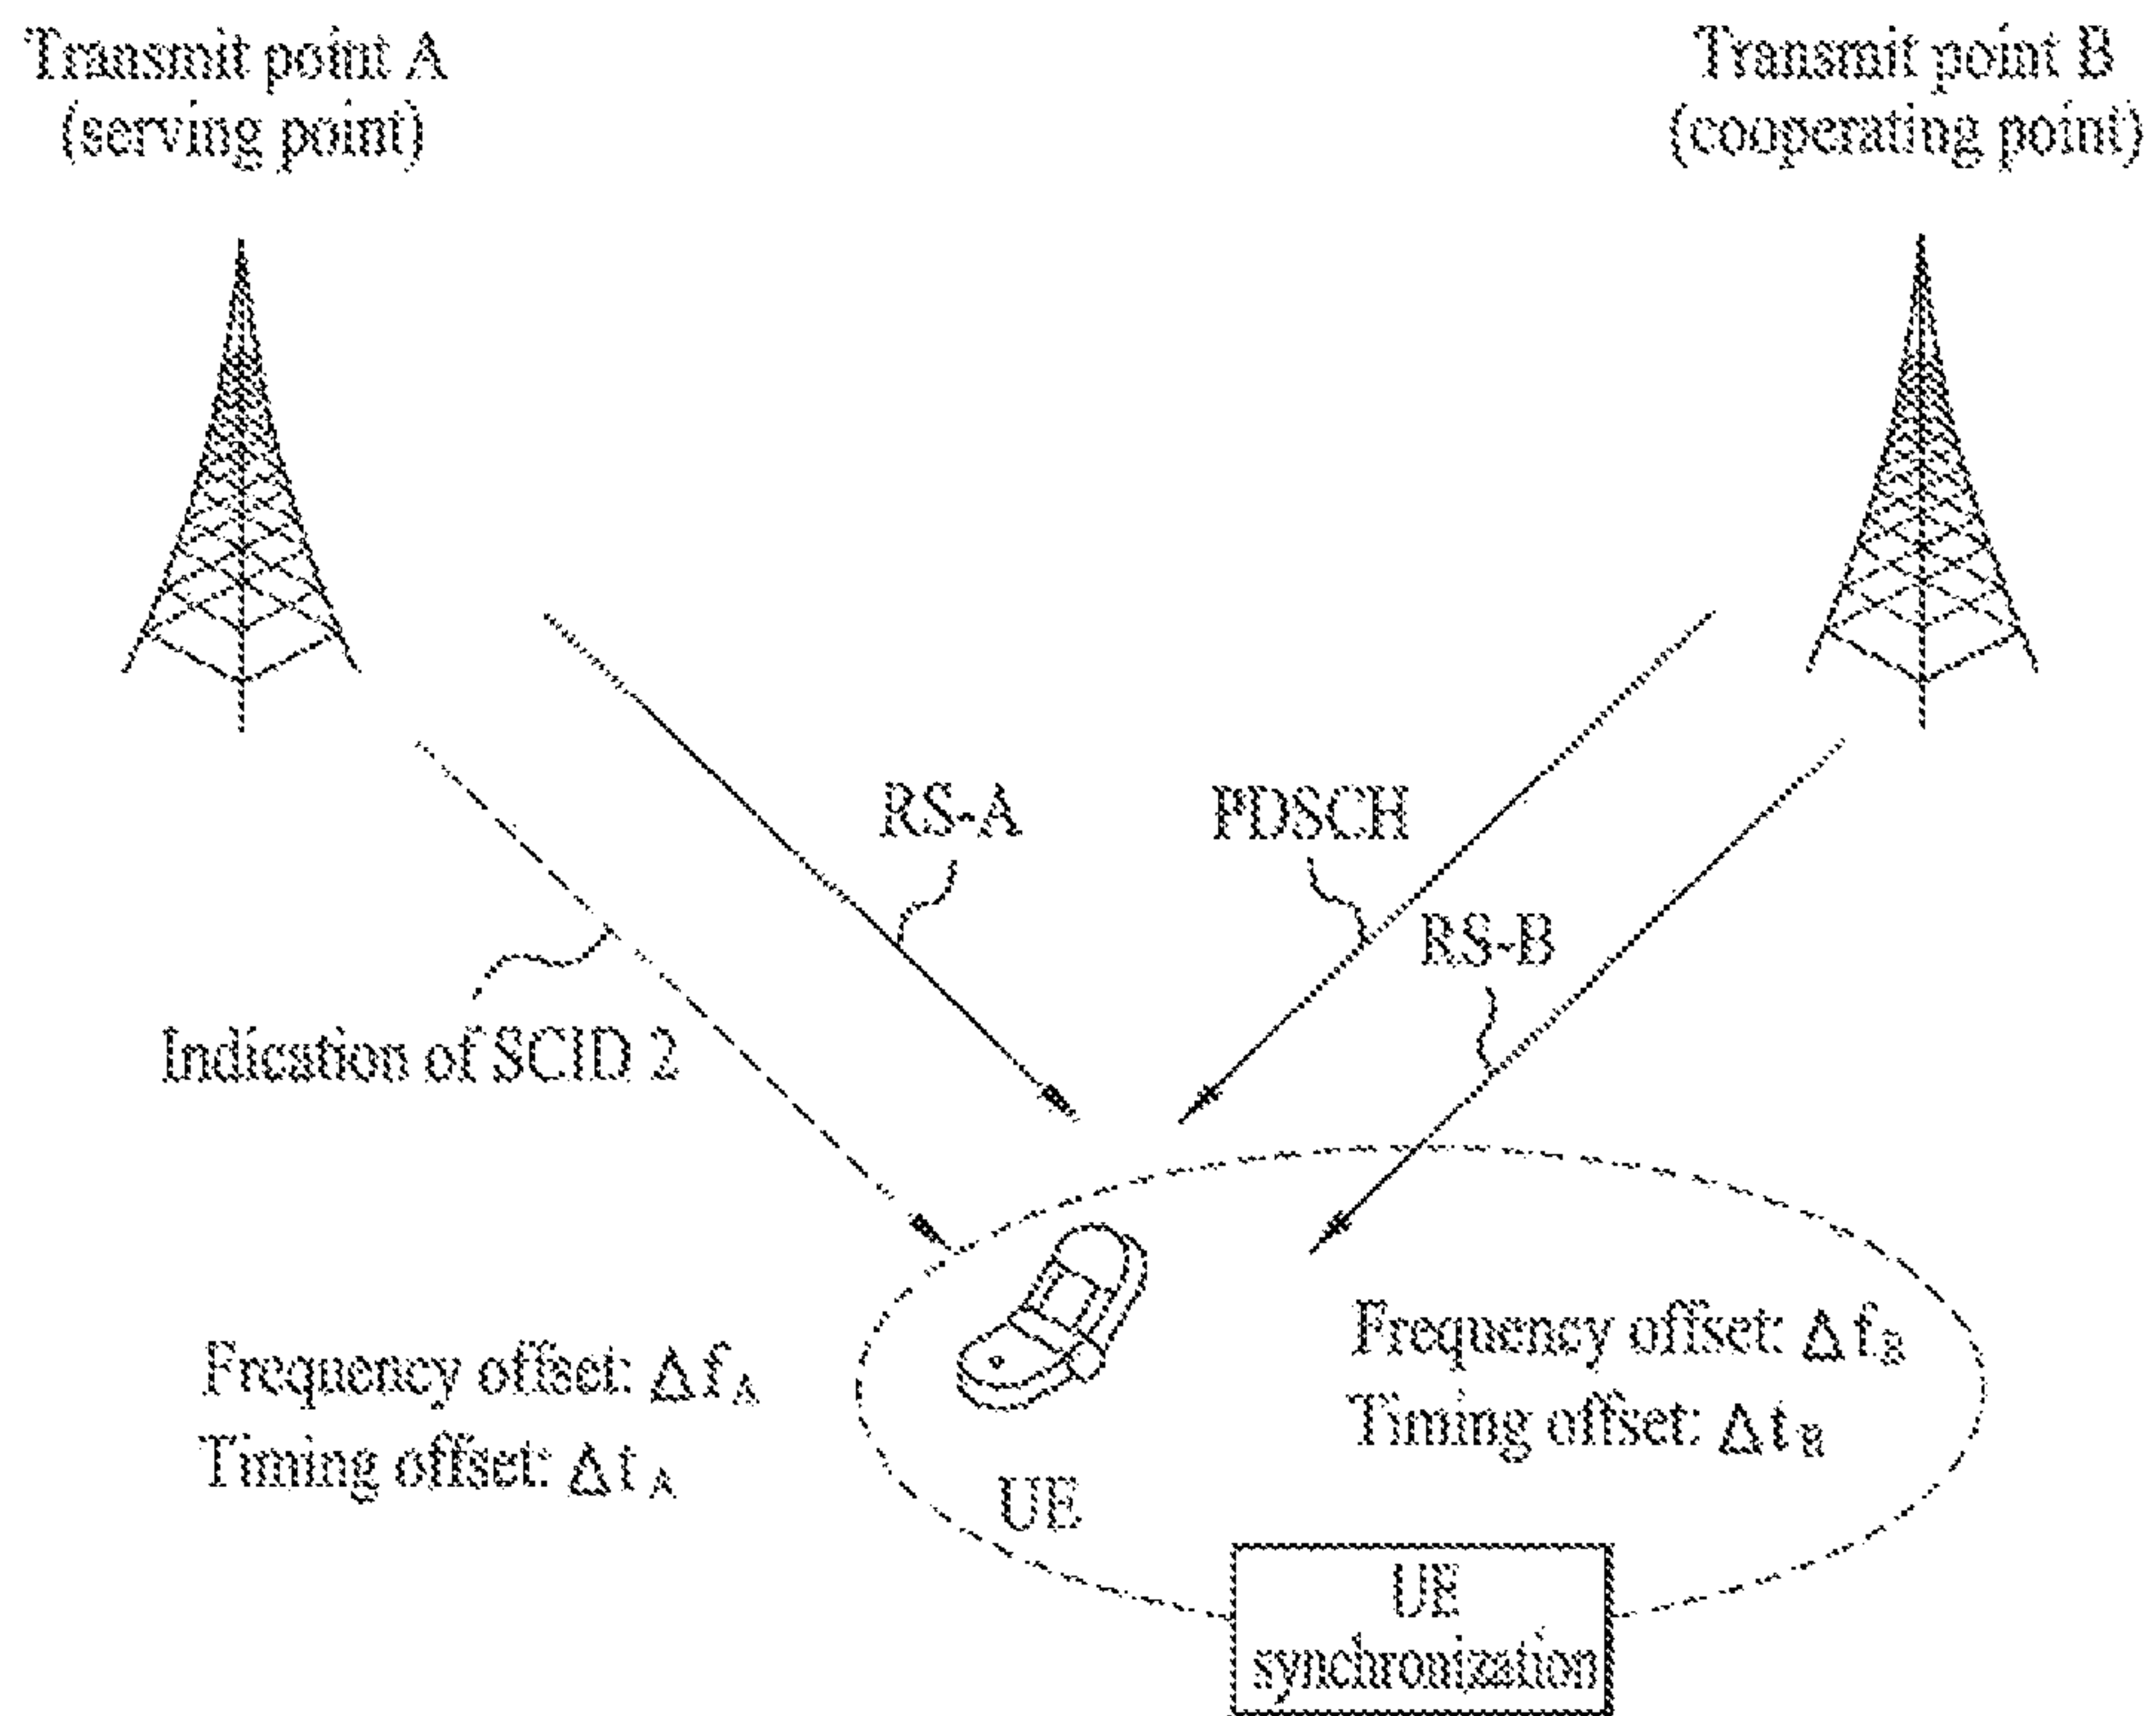 Transmit point A
(serving point)
Transmit point B
(cooperating point)
RS-A
PDSCH
RS-B
Indication of SCID 2
Frequency offset: Δf_A
Timing offset: Δt_A
Frequency offset: Δf_B
Timing offset: Δt_B
UE
UE
synchronization